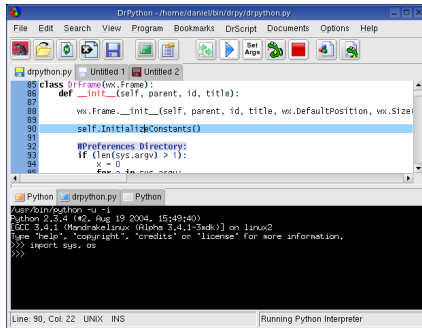 DrPython - /home/daniel/bin/drpy/drpython.py
File Edit Search View Program Bookmarks DrScript Documents Options Help
Set Args
drpython.py Untitled 1 Untitled 2
85 class DrFrame(wx.Frame):
86 def __init__(self, parent, id, title):
87
88 wx.Frame.__init__(self, parent, id, title, wx.DefaultPosition, wx.Size(
89
90 self.InitializeConstants()
91
92 #Preferences Directory:
93 if (len(sys.argv) > 1):
94 x = 0
95 for a in sys.argv:
Python drpython.py Python
/usr/bin/python -u -i
Python 2.3.4 (#2, Aug 19 2004, 15:49:40)
[GCC 3.4.1 (Mandrakelinux (Alpha 3.4.1-3mdk)] on linux2
Type "help", "copyright", "credits" or "license" for more information.
>>> import sys, os
>>>
Line: 90, Col: 22 UNIX INS Running Python Interpreter